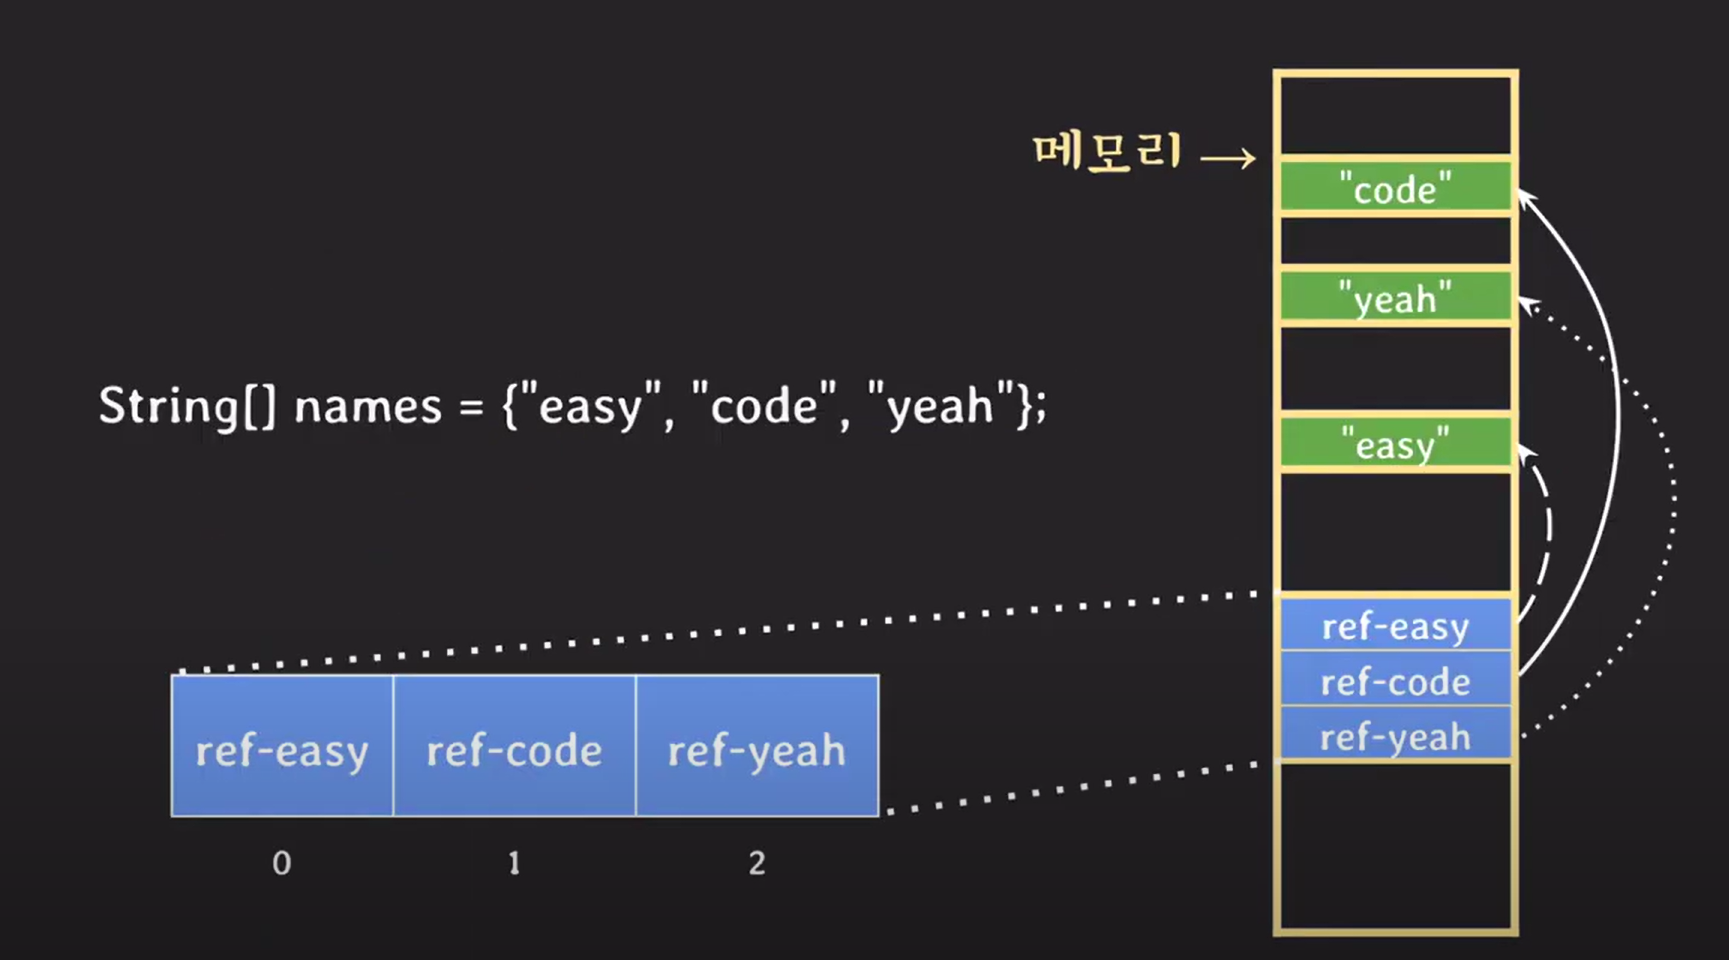 메모리 →
"code"
"yeah"
String[] names = {"easy", "code", "yeah"};
"easy"
ref-easy
ref-code
ref-yeah
ref-easy ref-code ref-yeah
0 1 2